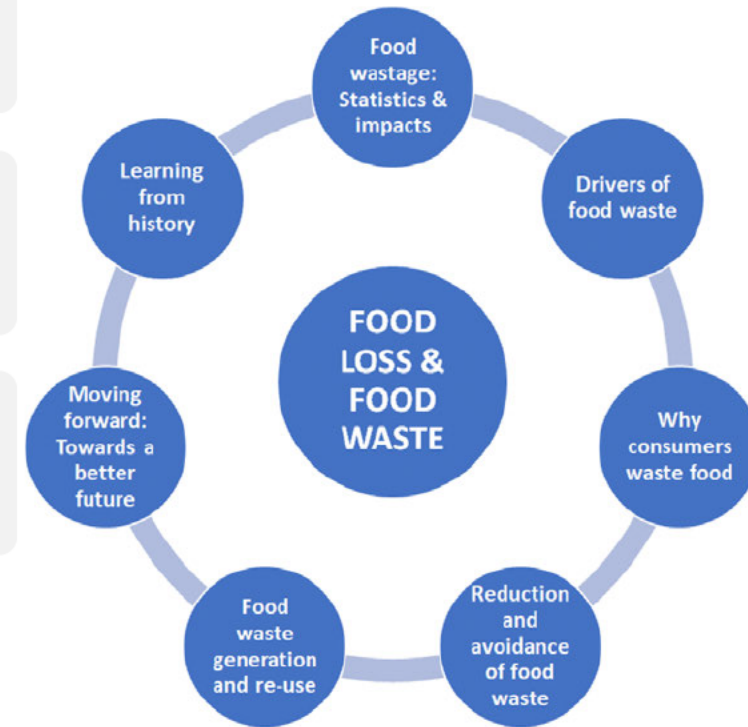 Food
wastage:
Statistics &
impacts
Drivers of
food waste
Why
consumers
waste food
Reduction
and
avoidance
of food
waste
Food
waste
generation
and re-use
Moving
forward:
Towards a
better
future
Learning
from
history
FOOD
LOSS &
FOOD
WASTE